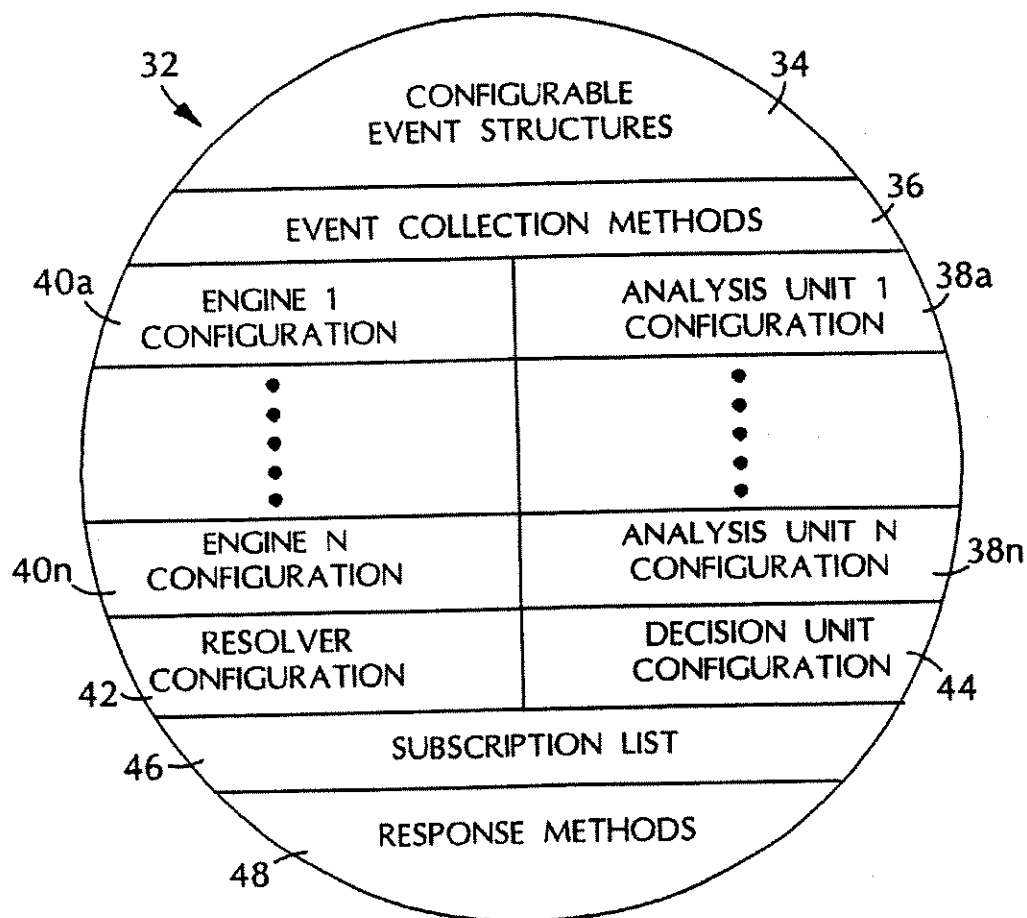 32
34
CONFIGURABLE
EVENT STRUCTURES
36
EVENT COLLECTION METHODS
40a
ENGINE 1
CONFIGURATION
ANALYSIS UNIT 1
CONFIGURATION
38a
40n
ENGINE N
CONFIGURATION
ANALYSIS UNIT N
CONFIGURATION
38n
RESOLVER
CONFIGURATION
42
DECISION UNIT
CONFIGURATION
44
46
SUBSCRIPTION LIST
RESPONSE METHODS
48